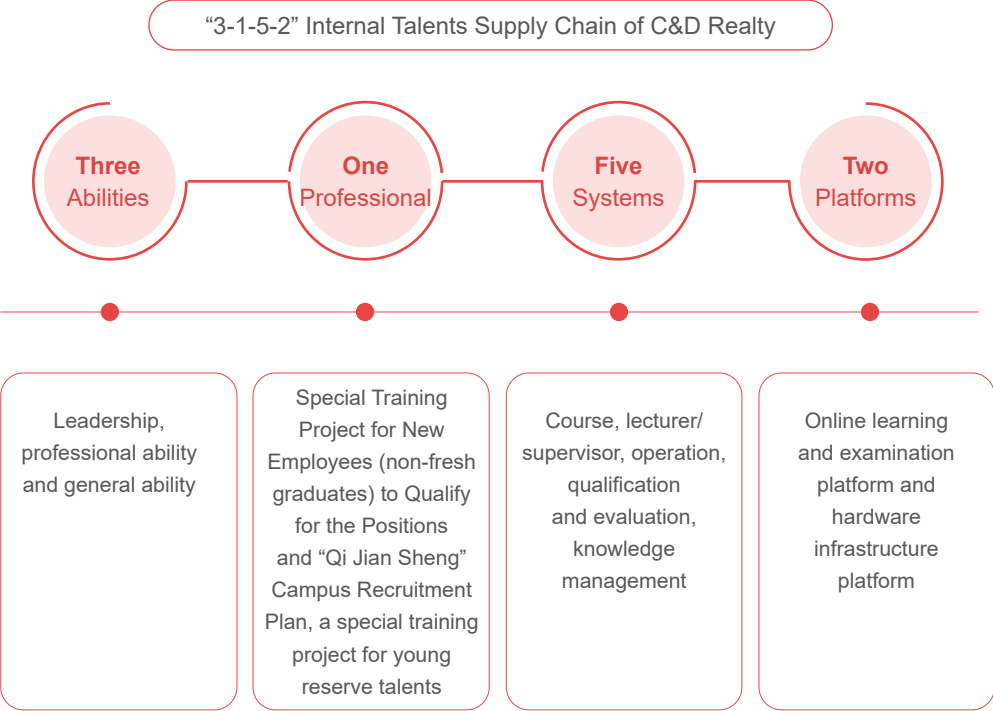 “3-1-5-2” Internal Talents Supply Chain of C&D Realty
Three
Abilities
One
Professional
Five
Systems
Two
Platforms
Leadership,
professional ability
and general ability
Special Training
Project for New
Employees (non-fresh
graduates) to Qualify
for the Positions
and “Qi Jian Sheng”
Campus Recruitment
Plan, a special training
project for young
reserve talents
Course, lecturer/
supervisor, operation,
qualification
and evaluation,
knowledge
management
Online learning
and examination
platform and
hardware
infrastructure
platform